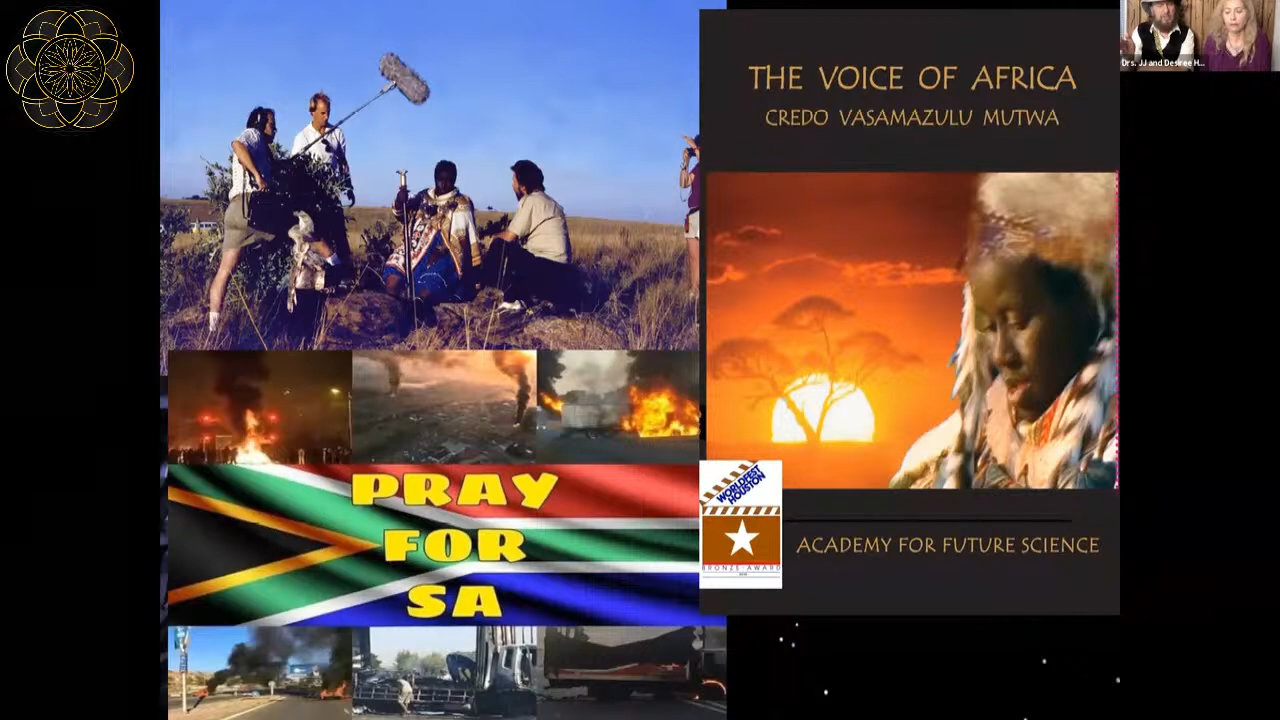 THE VOICE OF AFRICA
CREDO VASAMAZULU MUTWA
Drs. JJ and Desiree H...
PRAY
FOR
SA
WORLDFEST
HOUSTON
BRONZE AWARD
ACADEMY FOR FUTURE SCIENCE